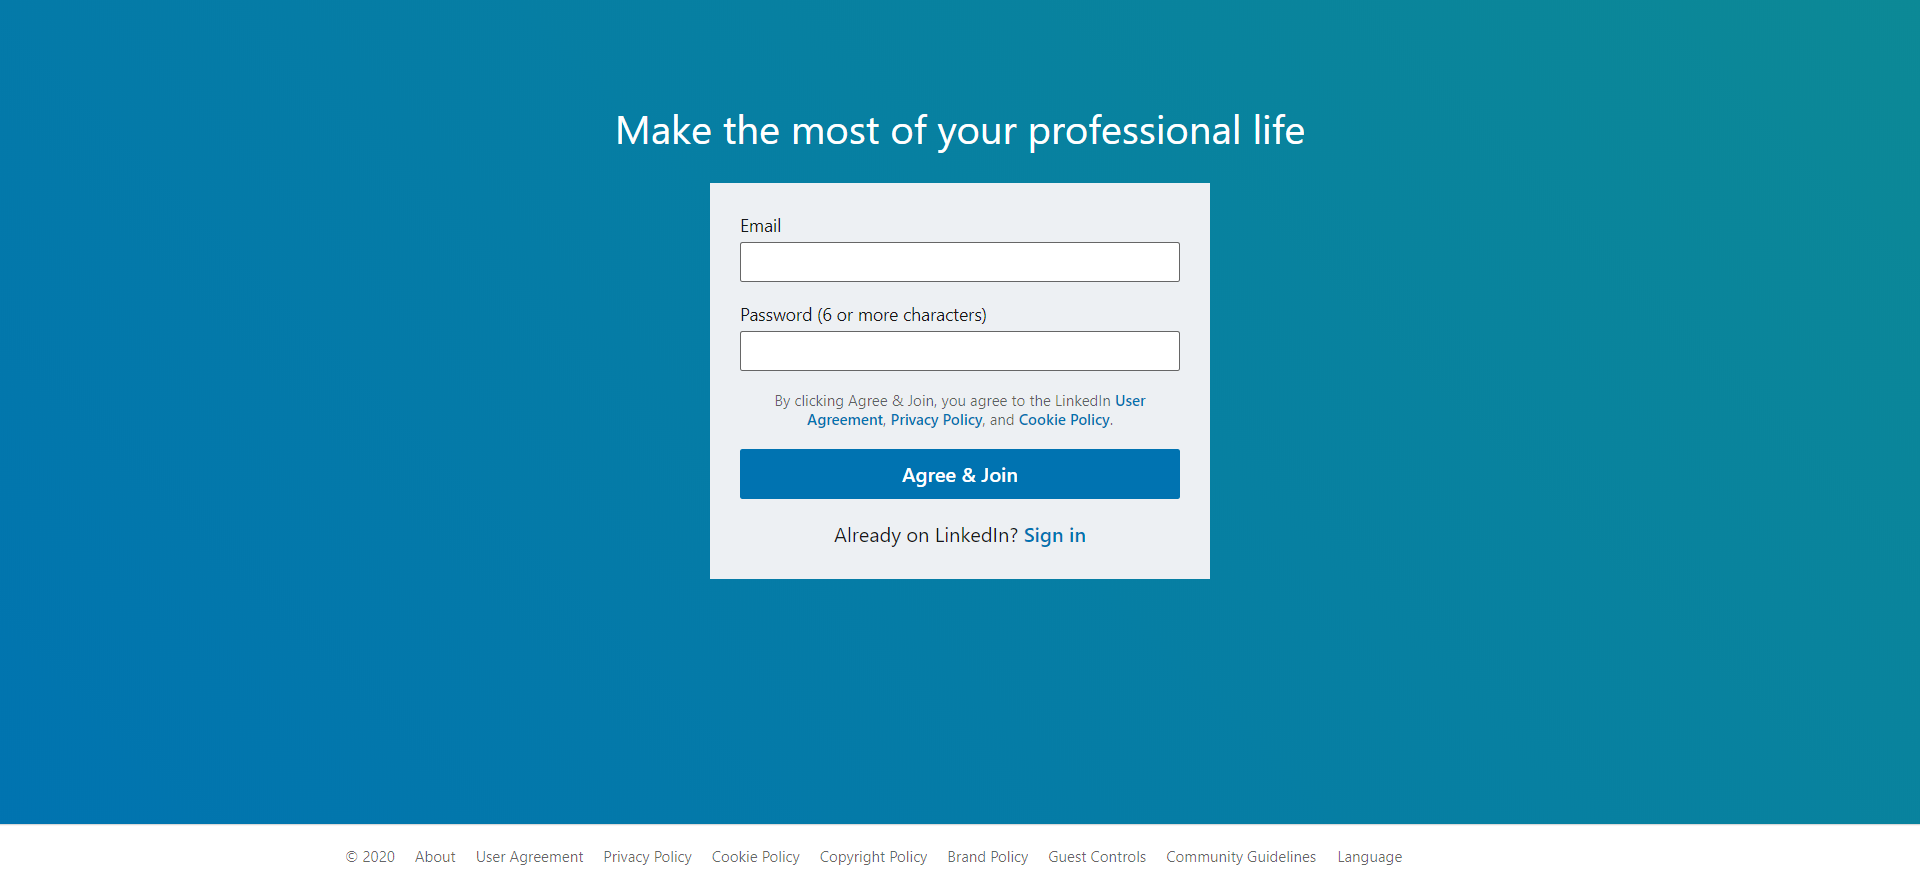 Make the most of your professional life
Email
Password (6 or more characters)
By clicking Agree & Join, you agree to the LinkedIn User
Agreement, Privacy Policy, and Cookie Policy.
Agree & Join
Already on LinkedIn? Sign in
© 2020 About User Agreement Privacy Policy Cookie Policy Copyright Policy Brand Policy Guest Controls Community Guidelines Language